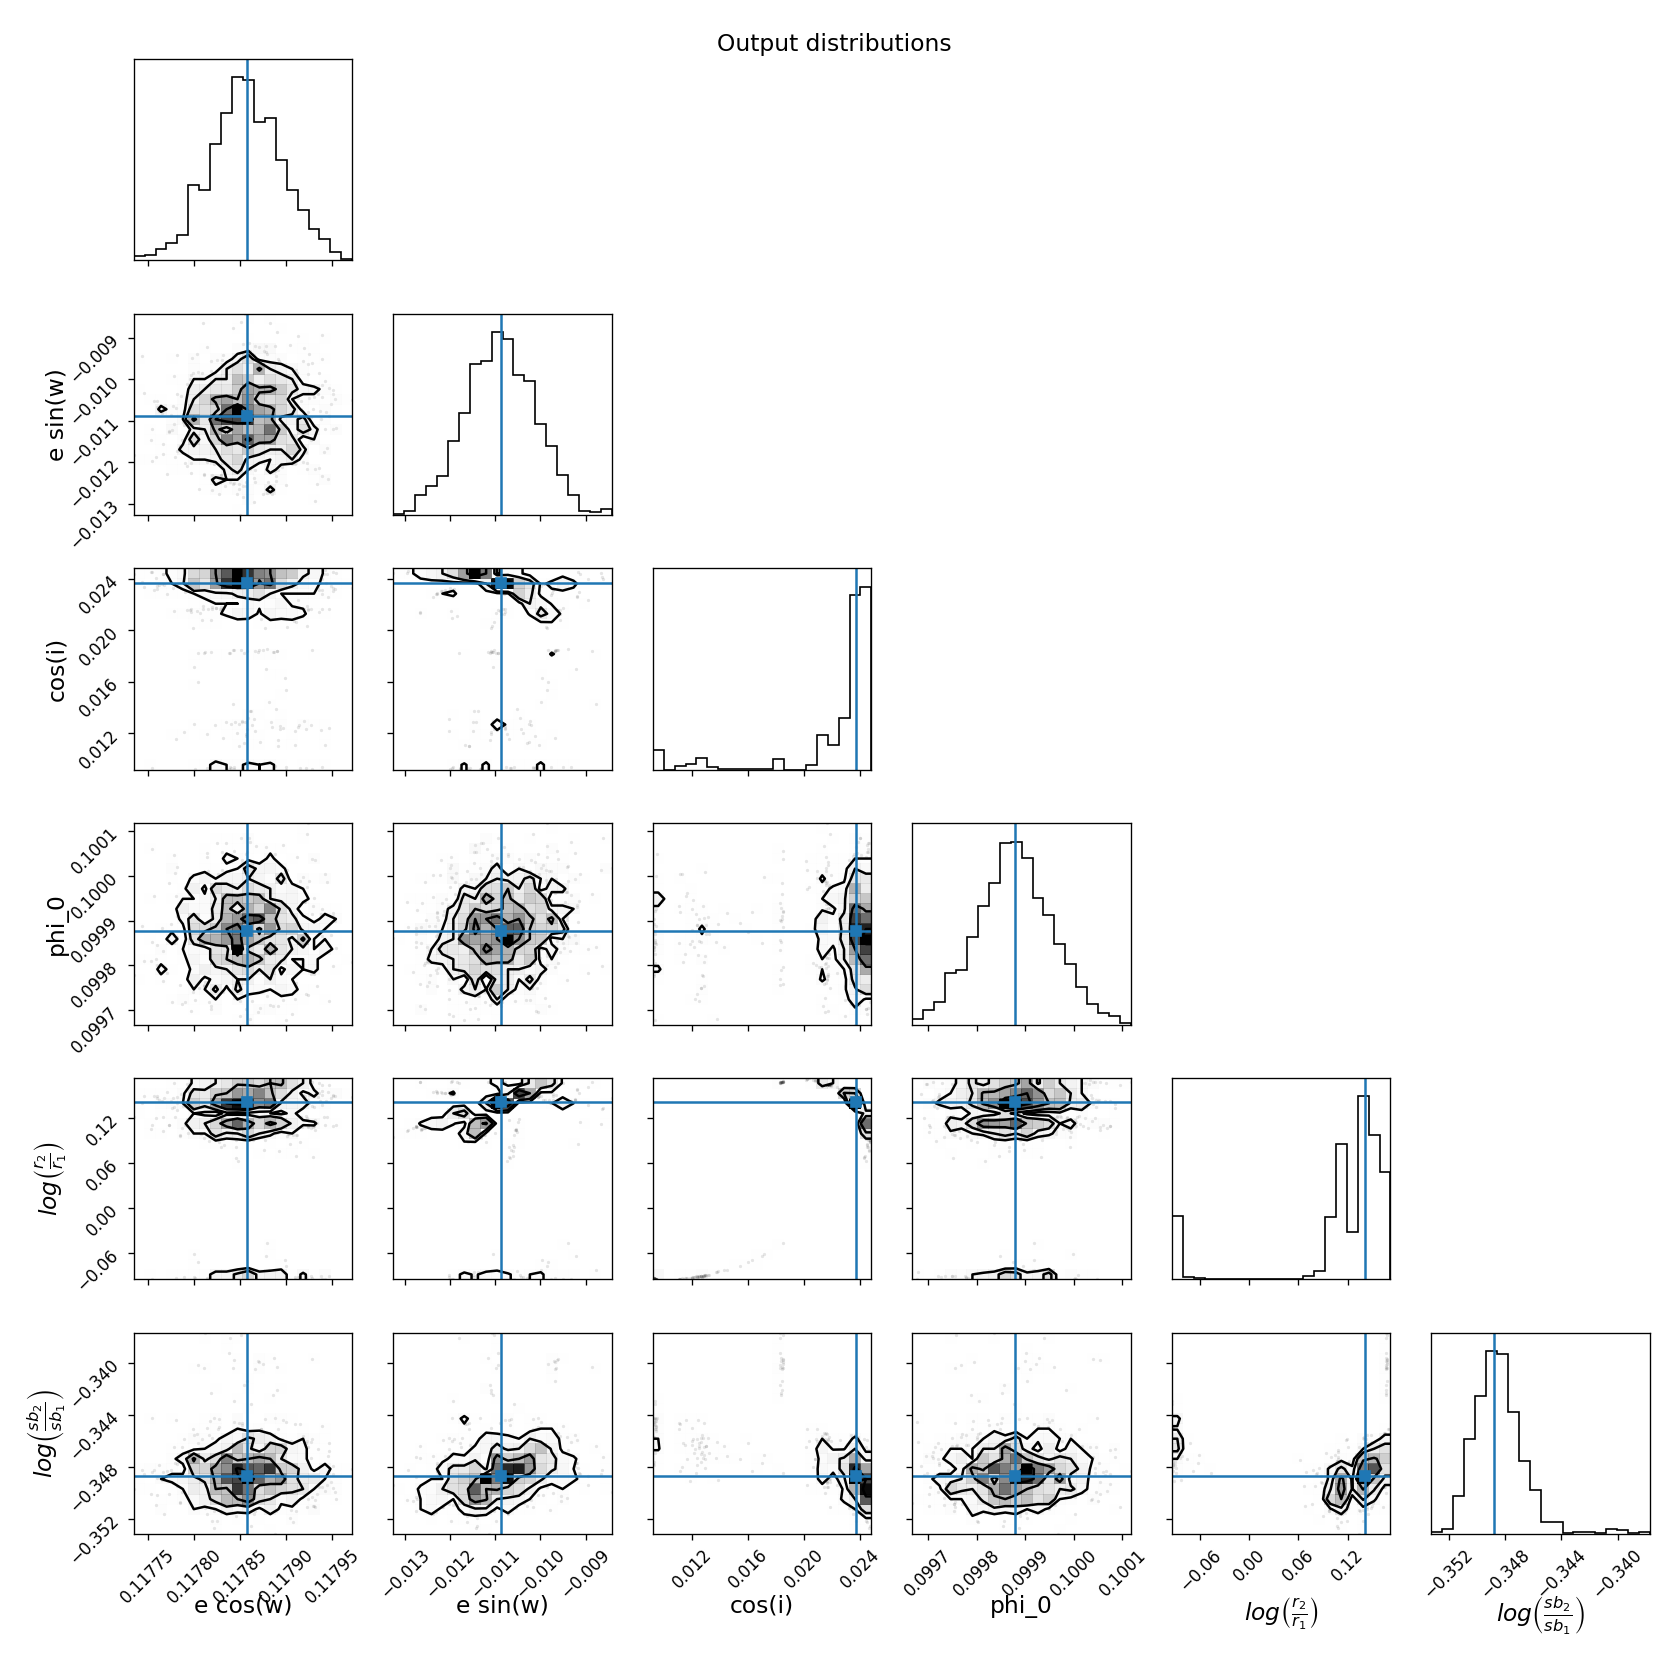 Output distributions
e sin(w)
−0.009
−0.010
−0.011
−0.012
−0.013
cos(i)
0.024
0.020
0.016
0.012
phi_0
0.1001
0.1000
0.0999
0.0998
0.0997
log(r2/r1)
0.12
0.06
0.00
−0.06
log(sb2/sb1)
−0.340
−0.344
−0.348
−0.352
0.11775 0.11780 0.11785 0.11790 0.11795
−0.013 −0.012 −0.011 −0.010 −0.009
0.012 0.016 0.020 0.024
0.0997 0.0998 0.0999 0.1000 0.1001
−0.06 0.00 0.06 0.12
−0.352 −0.348 −0.344 −0.340
e cos(w) e sin(w) cos(i) phi_0 log(r2/r1) log(sb2/sb1)